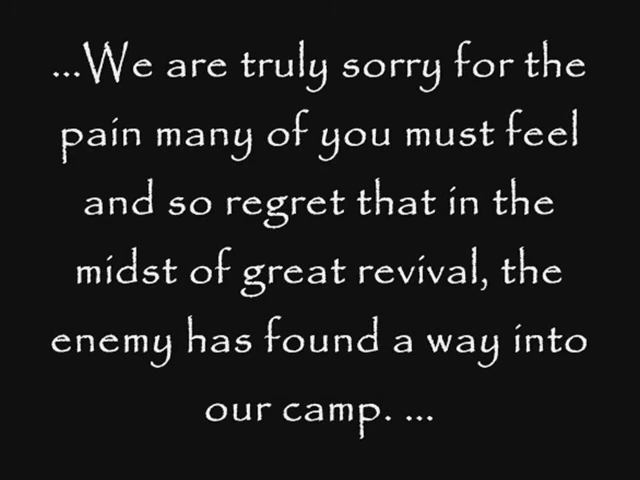 ...We are truly sorry for the
pain many of you must feel
and so regret that in the
midst of great revival, the
enemy has found a way into
our camp. ...